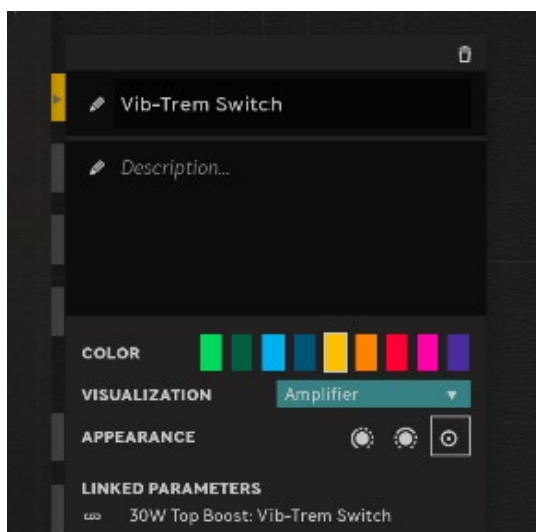 Vib-Trem Switch
Description...
COLOR
VISUALIZATION Amplifier
APPEARANCE
LINKED PARAMETERS
30W Top Boost: Vib-Trem Switch